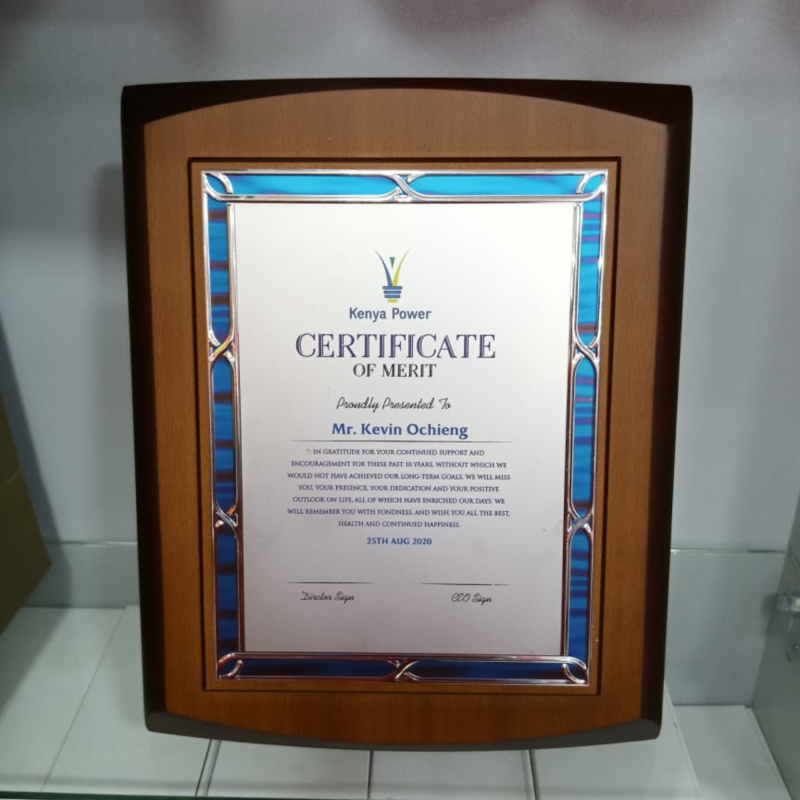 Kenya Power
CERTIFICATE
OF MERIT
Proudly Presented To
Mr. Kevin Ochieng
IN GRATITUDE FOR YOUR CONTINUED SUPPORT AND
ENCOURAGEMENT FOR THESE PAST 10 YEARS, WITHOUT WHICH WE
WOULD NOT HAVE ACHIEVED OUR LONG-TERM GOALS. WE WILL MISS
YOU, YOUR PRESENCE, YOUR DEDICATION AND YOUR POSITIVE
OUTLOOK ON LIFE, ALL OF WHICH HAVE ENRICHED OUR DAYS. WE
WILL REMEMBER YOU WITH FONDNESS, AND WISH YOU ALL THE BEST,
HEALTH AND CONTINUED HAPPINESS.
25TH AUG 2020
Dirctor Sign
CEO Sign